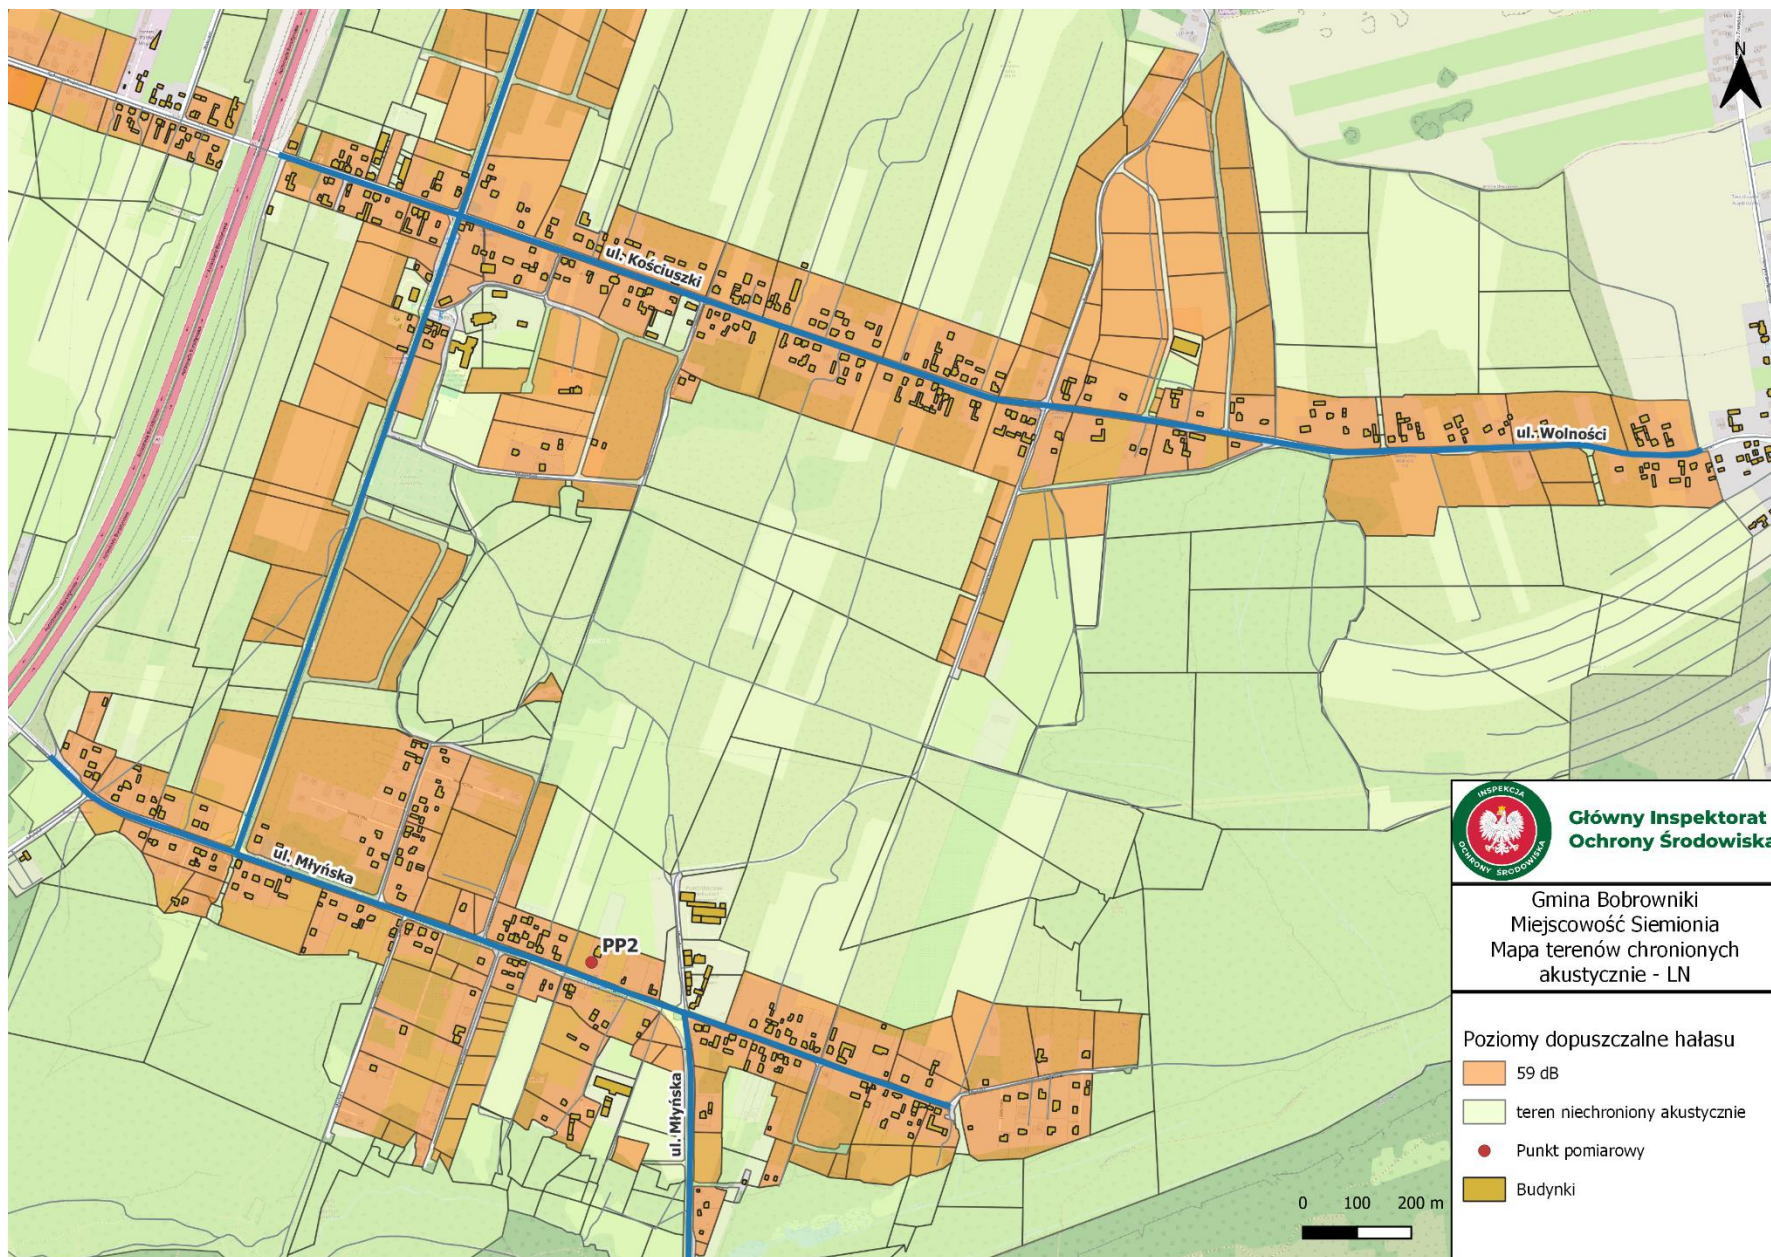 N
ul. Kościuszki
ul. Wolności
ul. Młyńska
PP2
ul. Młyńska
INSPEKCJA
OCHRONY ŚRODOWISKA
Główny Inspektorat
Ochrony Środowiska
Gmina Bobrowniki
Miejscowość Siemionia
Mapa terenów chronionych
akustycznie - LN
Poziomy dopuszczalne hałasu
59 dB
teren niechroniony akustycznie
Punkt pomiarowy
Budynki
0 100 200 m